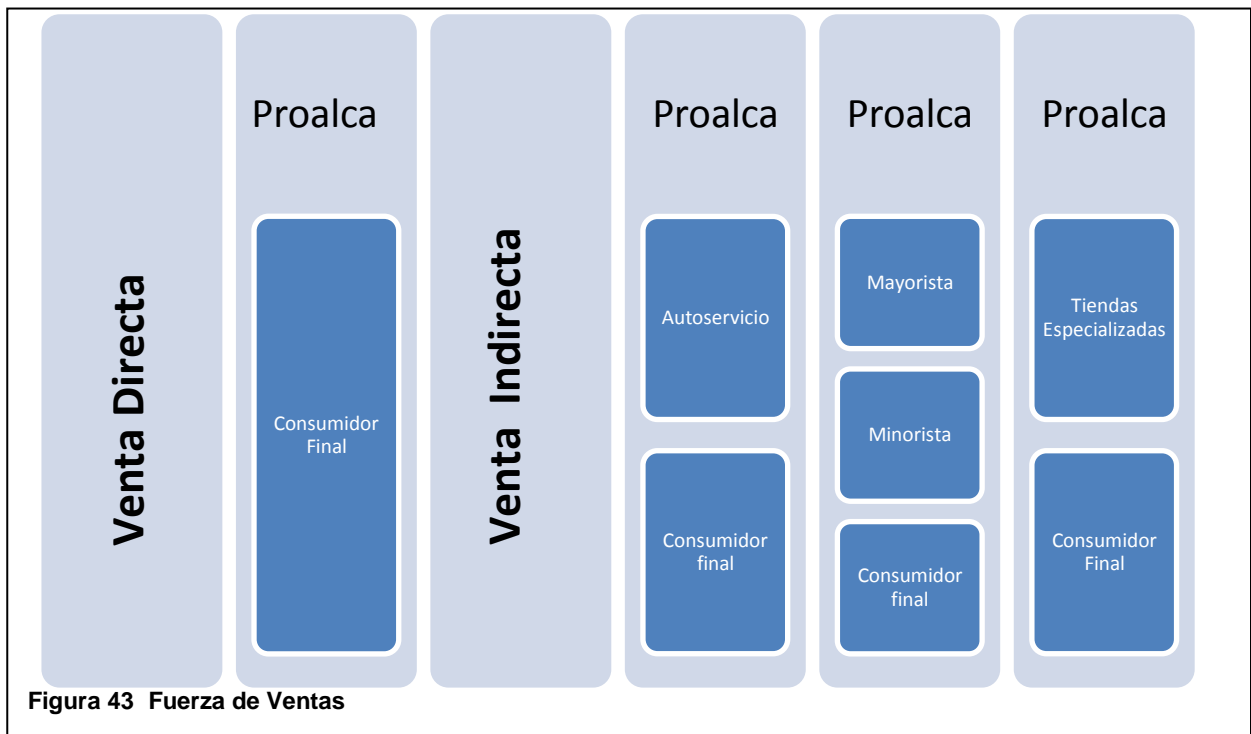 Venta Directa
Proalca
Consumidor
Final
Venta Indirecta
Proalca
Autoservicio
Consumidor
final
Proalca
Mayorista
Minorista
Consumidor
final
Proalca
Tiendas
Especializadas
Consumidor
Final
Figura 43 Fuerza de Ventas